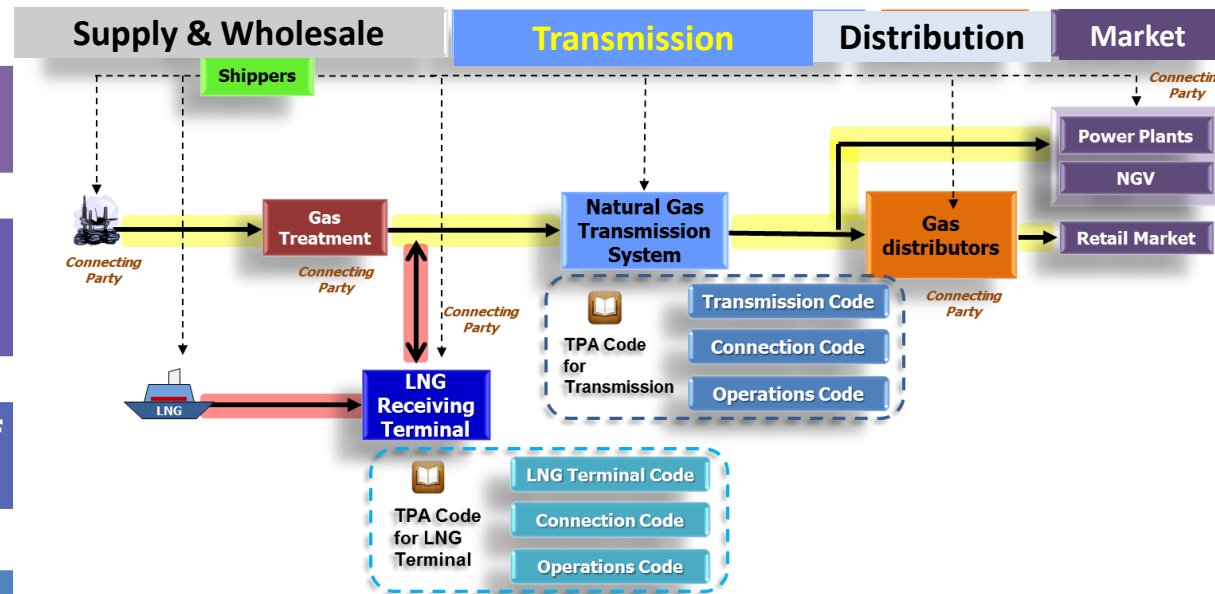 Supply & Wholesale
Transmission
Distribution
Market
Shippers
Connecting
Party
Power Plants
NGV
Retail Market
Gas
Treatment
Natural Gas
Transmission
System
Gas
distributors
Connecting
Party
Connecting
Party
Connecting
Party
Connecting
Party
LNG
LNG
Receiving
Terminal
TPA Code
for
Transmission
Transmission Code
Connection Code
Operations Code
TPA Code
for LNG
Terminal
LNG Terminal Code
Connection Code
Operations Code